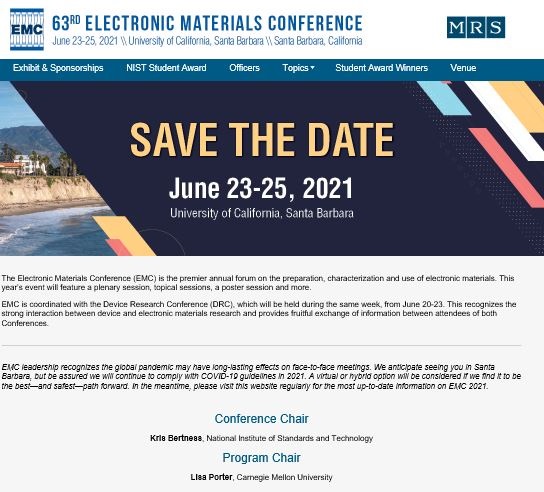 EMC
63RD ELECTRONIC MATERIALS CONFERENCE
June 23-25, 2021 \\ University of California, Santa Barbara \\ Santa Barbara, California
MRS
Exhibit & Sponsorships NIST Student Award Officers Topics Student Award Winners Venue
SAVE THE DATE
June 23-25, 2021
University of California, Santa Barbara
The Electronic Materials Conference (EMC) is the premier annual forum on the preparation, characterization and use of electronic materials. This
year's event will feature a plenary session, topical sessions, a poster session and more.
EMC is coordinated with the Device Research Conference (DRC), which will be held during the same week, from June 20-23. This recognizes the
strong interaction between device and electronic materials research and provides fruitful exchange of information between attendees of both
Conferences.
EMC leadership recognizes the global pandemic may have long-lasting effects on face-to-face meetings. We anticipate seeing you in Santa
Barbara, but be assured we will continue to comply with COVID-19 guidelines in 2021. A virtual or hybrid option will be considered if we find it to be
the best—and safest—path forward. In the meantime, please visit this website regularly for the most up-to-date information on EMC 2021.
Conference Chair
Kris Bertness, National Institute of Standards and Technology
Program Chair
Lisa Porter, Carnegie Mellon University